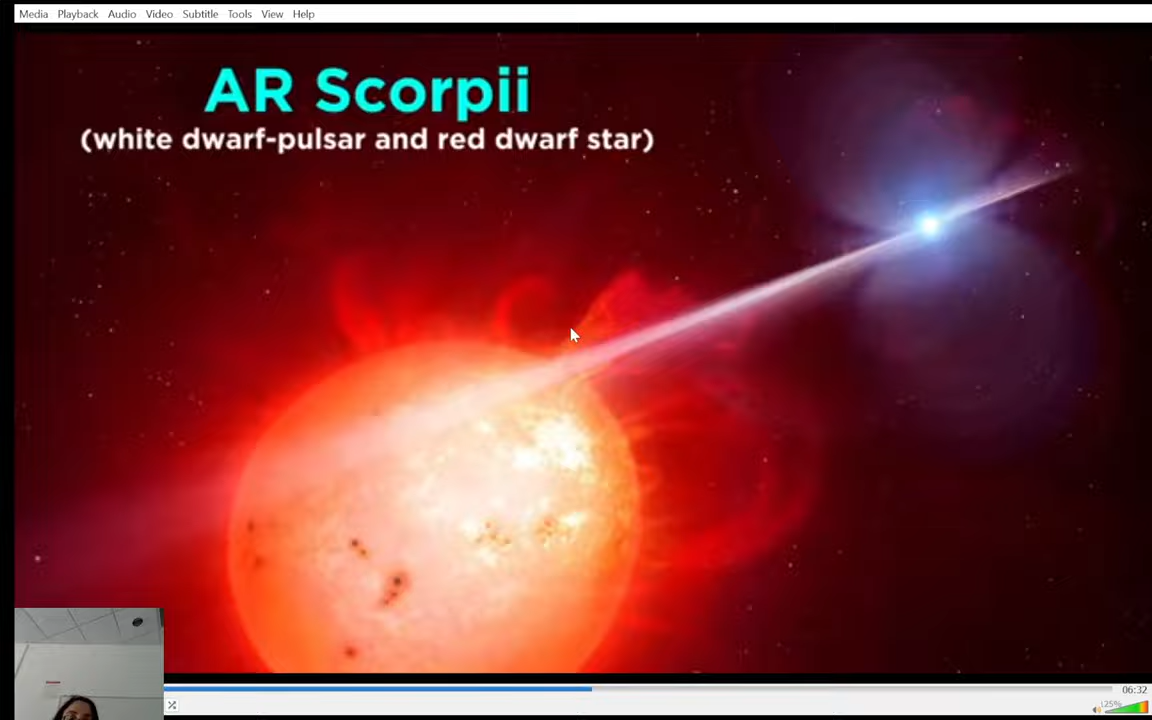 Media Playback Audio Video Subtitle Tools View Help
AR Scorpii
(white dwarf-pulsar and red dwarf star)
06:32
125%